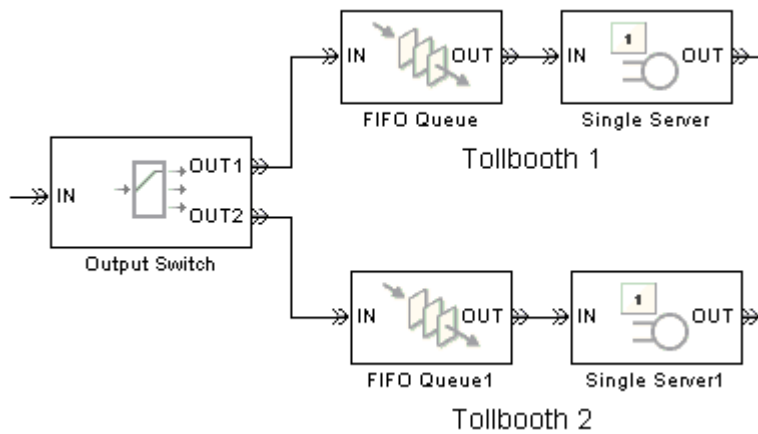 IN
OUT
FIFO Queue
IN
1
OUT
Single Server
Tollbooth 1
IN
OUT1
OUT2
Output Switch
IN
OUT
FIFO Queue1
IN
1
OUT
Single Server1
Tollbooth 2